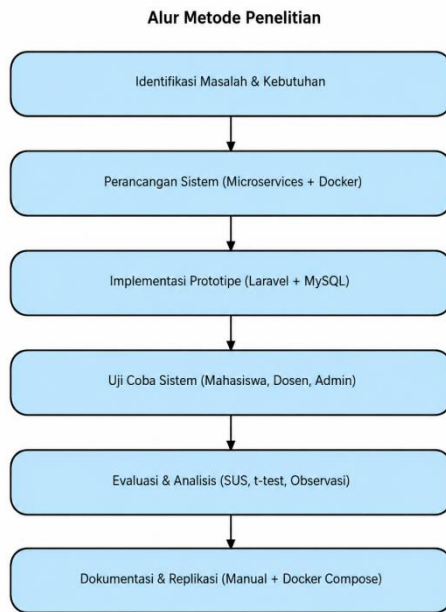 Alur Metode Penelitian
Identifikasi Masalah & Kebutuhan
Perancangan Sistem (Microservices + Docker)
Implementasi Prototipe (Laravel + MySQL)
Uji Coba Sistem (Mahasiswa, Dosen, Admin)
Evaluasi & Analisis (SUS, t-test, Observasi)
Dokumentasi & Replikasi (Manual + Docker Compose)